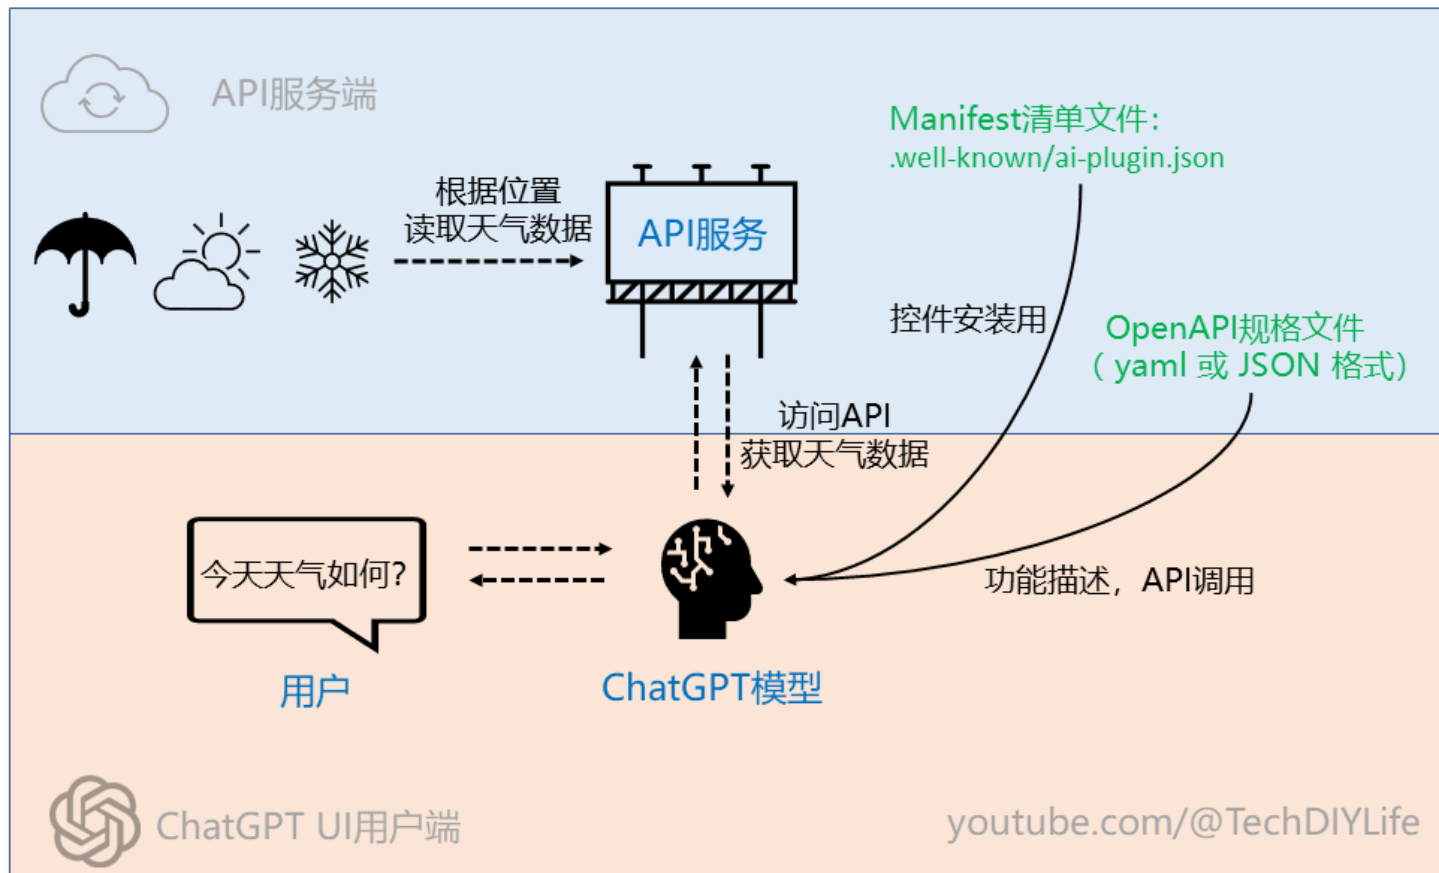 API服务端
Manifest清单文件：
.well-known/ai-plugin.json
根据位置
读取天气数据
API服务
控件安装用
OpenAPI规格文件
（ yaml 或 JSON 格式）
访问API
获取天气数据
今天天气如何?
功能描述，API调用
用户
ChatGPT模型
ChatGPT UI用户端
youtube.com/@TechDIYLife